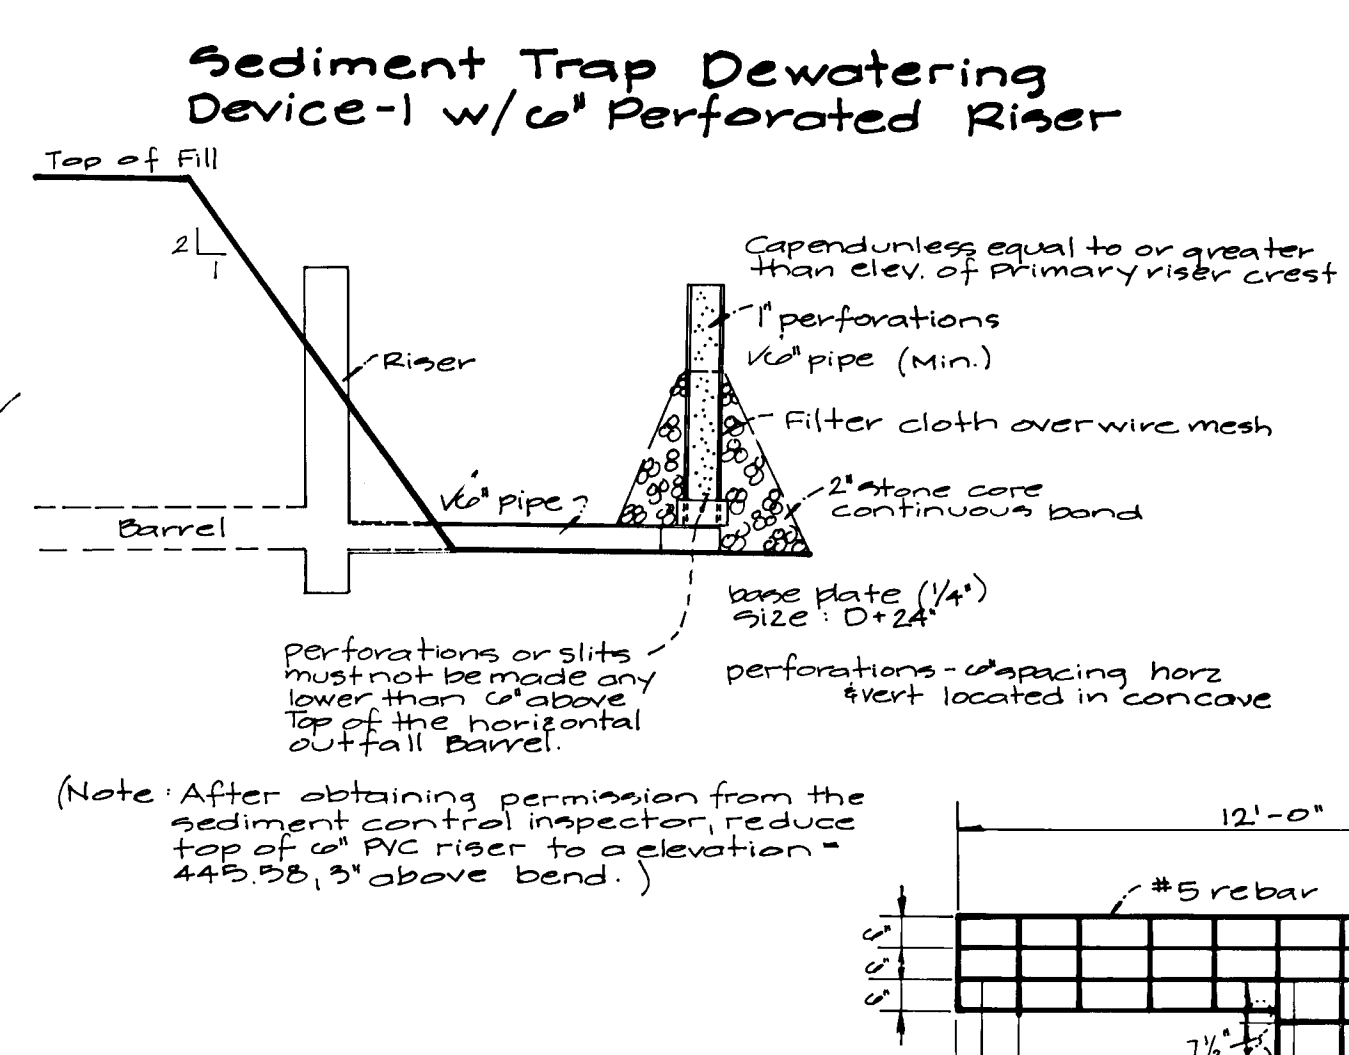 Sediment Trap Dewatering
Device-1 w/6" Perforated Riser
Top of Fill
2
1
Cap end unless equal to or greater
than elev. of primary riser crest
1" perforations
6" pipe (Min.)
Riser
Filter cloth over wire mesh
2" stone core
continuous band
6" pipe
Barrel
base plate (1/4")
size : D+24"
perforations or slits
must not be made any
lower than 6" above
Top of the horizontal
outfall Barrel.
perforations - 6" spacing horz
&vert located in concave
(Note : After obtaining permission from the
sediment control inspector, reduce
top of 6" PVC riser to a elevation =
445.58, 3" above bend. )
12'-0"
#5 rebar
6"
6"
6"
7½"